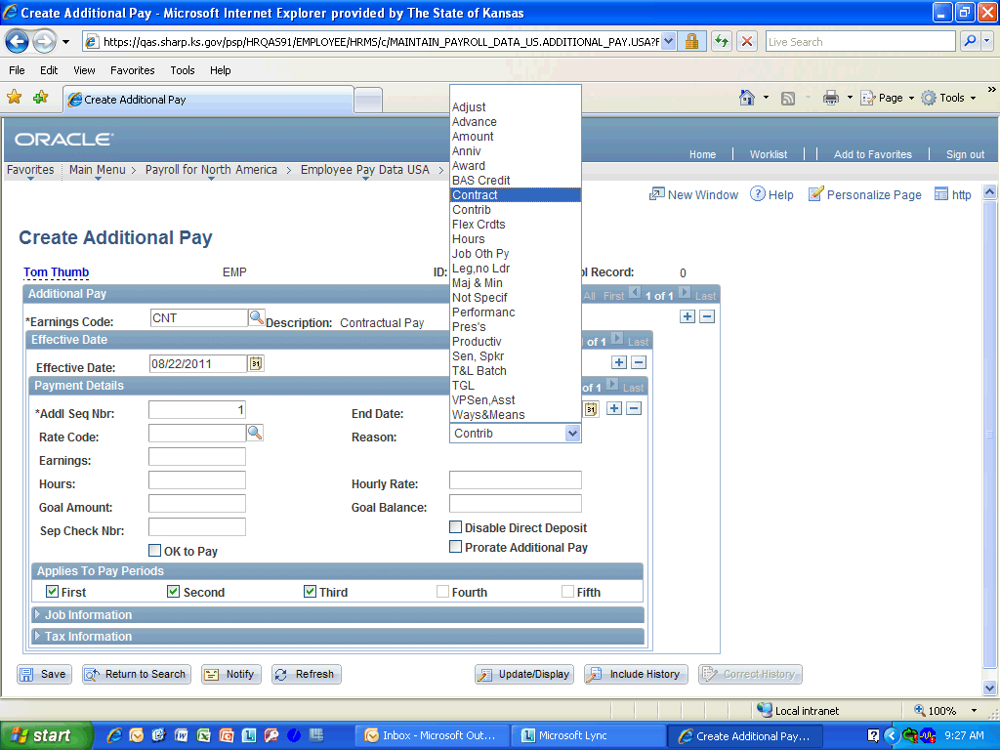 Create Additional Pay - Microsoft Internet Explorer provided by The State of Kansas
https://qas.sharp.ks.gov/psp/HRQAS91/EMPLOYEE/HRMS/c/MAINTAIN_PAYROLL_DATA_US.ADDITIONAL_PAY.USA?F
Live Search
File Edit View Favorites Tools Help
Create Additional Pay
Page Tools »
ORACLE
Home Worklist Add to Favorites Sign out
Favorites Main Menu > Payroll for North America > Employee Pay Data USA >
New Window Help Personalize Page http
Adjust
Advance
Amount
Anniv
Award
BAS Credit
Contract
Contrib
Flex Crdts
Hours
Job Oth Py
Leg,no Ldr
Maj & Min
Not Specif
Performanc
Pres's
Productiv
Sen, Spkr
T&L Batch
TGL
VPSen,Asst
Ways&Means
Create Additional Pay
Tom Thumb EMP ID: Record: 0
Additional Pay All First 1 of 1 Last
*Earnings Code: CNT Description: Contractual Pay
Effective Date of 1 Last
Effective Date: 08/22/2011
Payment Details of 1 Last
*Addl Seq Nbr: 1 End Date:
Rate Code: Reason: Contrib
Earnings:
Hours: Hourly Rate:
Goal Amount: Goal Balance:
Sep Check Nbr: Disable Direct Deposit
OK to Pay Prorate Additional Pay
Applies To Pay Periods
First Second Third Fourth Fifth
Job Information
Tax Information
Save Return to Search Notify Refresh Update/Display Include History Correct History
Local intranet 100%
start Inbox - Microsoft Out... Microsoft Lync Create Additional Pay... 9:27 AM